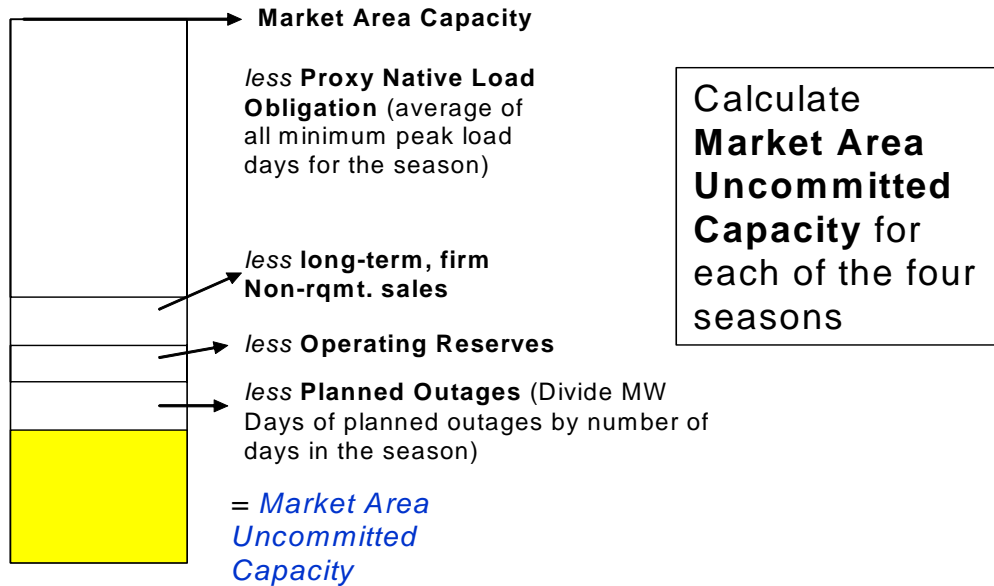 Market Area Capacity
less Proxy Native Load
Obligation (average of
all minimum peak load
days for the season)
less long-term, firm
Non-rqmt. sales
less Operating Reserves
less Planned Outages (Divide MW
Days of planned outages by number of
days in the season)
= Market Area
Uncommitted
Capacity
Calculate
Market Area
Uncommitted
Capacity for
each of the four
seasons